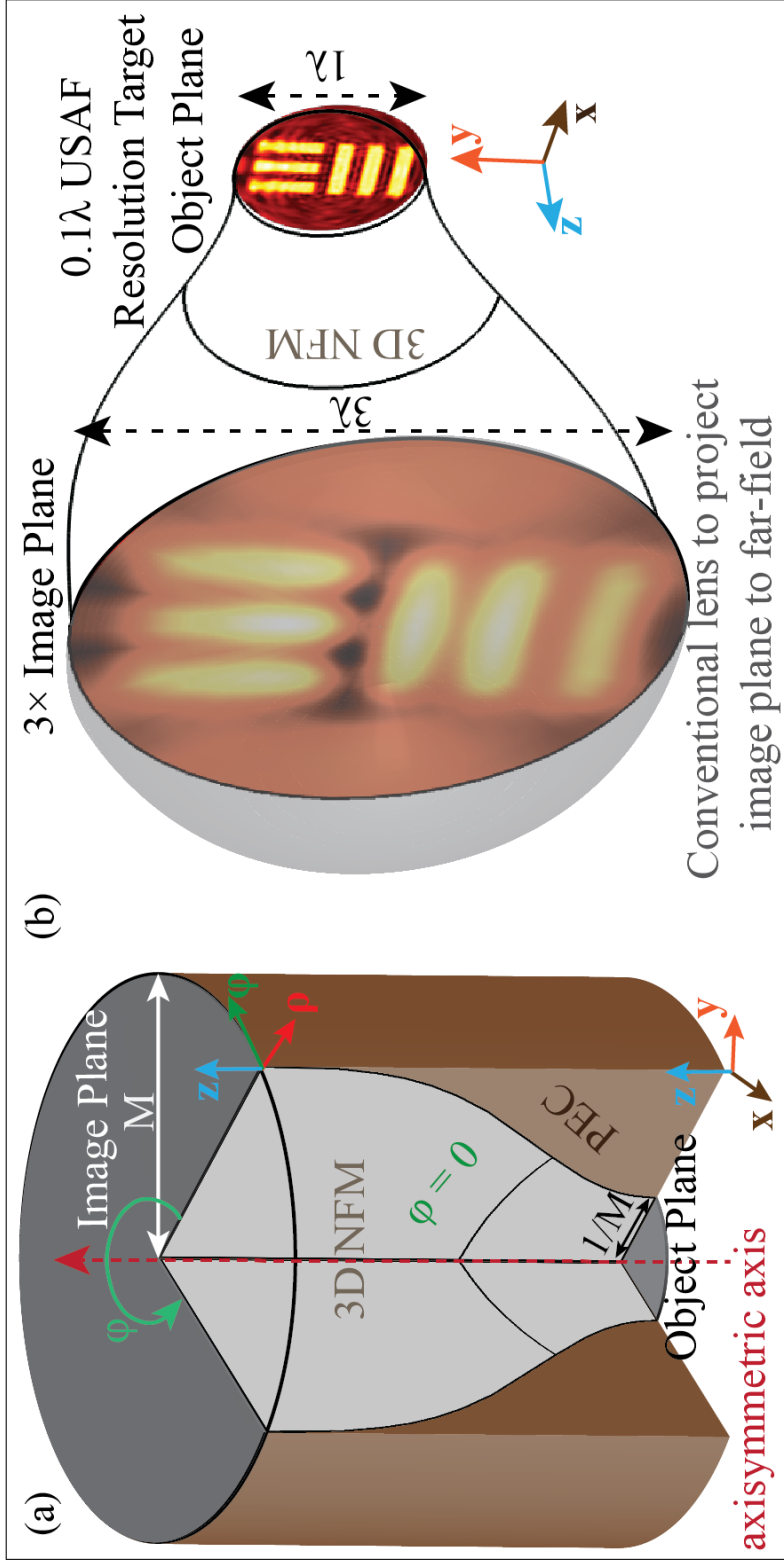 (a)
Image Plane
M
φ
z
φ
ρ
3D NFM
φ = 0
PEC
1/M
Object Plane
z
y
x
axisymmetric axis
(b)
3× Image Plane
3λ
3D NFM
0.1λ USAF
Resolution Target
Object Plane
1λ
y
z
x
Conventional lens to project
image plane to far-field